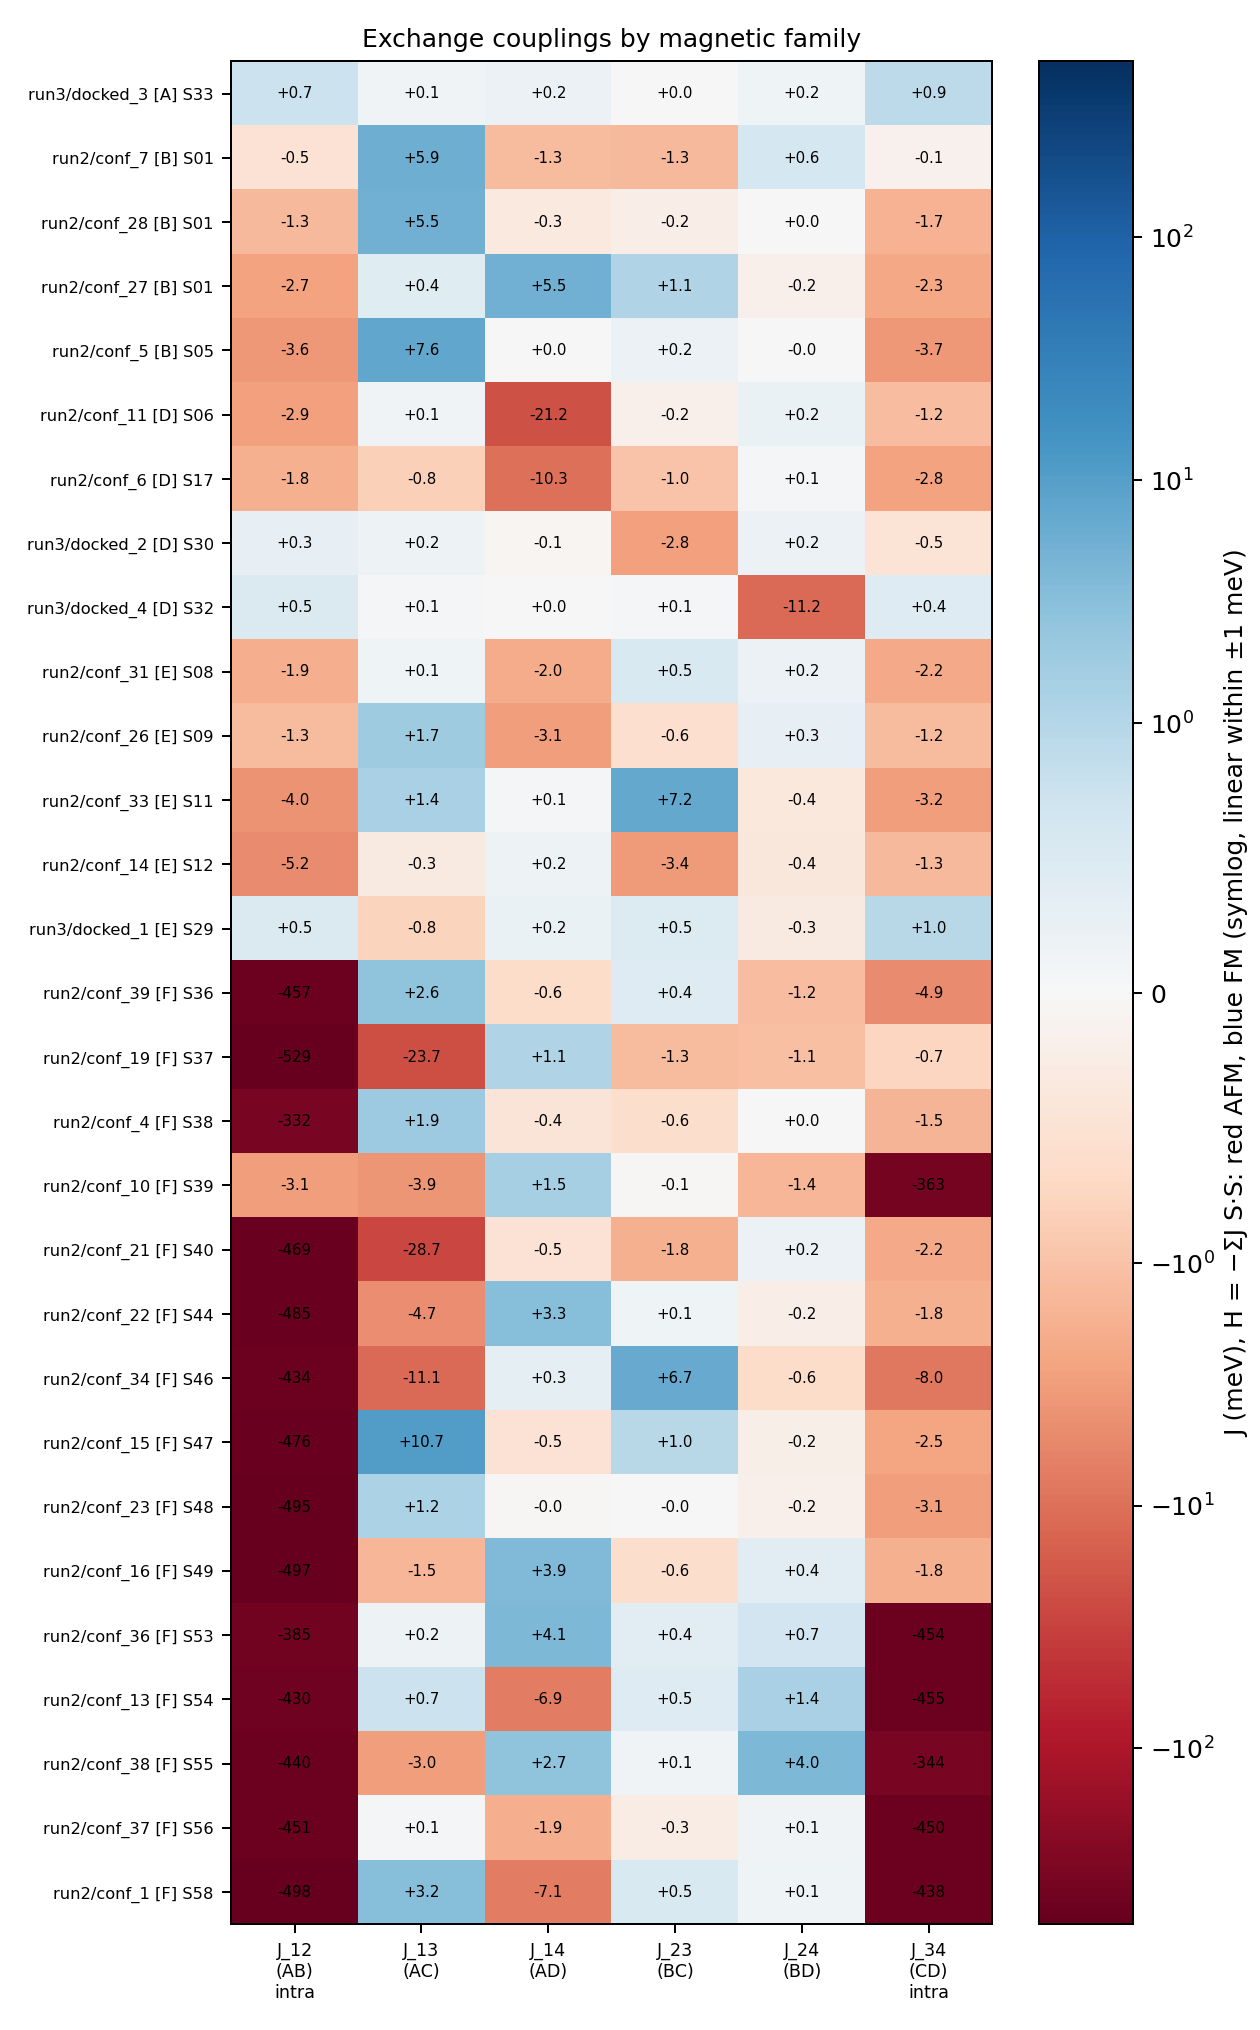 Exchange couplings by magnetic family
run3/docked_3 [A] S33 +0.7 +0.1 +0.2 +0.0 +0.2 +0.9
run2/conf_7 [B] S01 -0.5 +5.9 -1.3 -1.3 +0.6 -0.1
run2/conf_28 [B] S01 -1.3 +5.5 -0.3 -0.2 +0.0 -1.7
run2/conf_27 [B] S01 -2.7 +0.4 +5.5 +1.1 -0.2 -2.3
run2/conf_5 [B] S05 -3.6 +7.6 +0.0 +0.2 -0.0 -3.7
run2/conf_11 [D] S06 -2.9 +0.1 -21.2 -0.2 +0.2 -1.2
run2/conf_6 [D] S17 -1.8 -0.8 -10.3 -1.0 +0.1 -2.8
run3/docked_2 [D] S30 +0.3 +0.2 -0.1 -2.8 +0.2 -0.5
run3/docked_4 [D] S32 +0.5 +0.1 +0.0 +0.1 -11.2 +0.4
run2/conf_31 [E] S08 -1.9 +0.1 -2.0 +0.5 +0.2 -2.2
run2/conf_26 [E] S09 -1.3 +1.7 -3.1 -0.6 +0.3 -1.2
run2/conf_33 [E] S11 -4.0 +1.4 +0.1 +7.2 -0.4 -3.2
run2/conf_14 [E] S12 -5.2 -0.3 +0.2 -3.4 -0.4 -1.3
run3/docked_1 [E] S29 +0.5 -0.8 +0.2 +0.5 -0.3 +1.0
run2/conf_39 [F] S36 -457 +2.6 -0.6 +0.4 -1.2 -4.9
run2/conf_19 [F] S37 -529 -23.7 +1.1 -1.3 -1.1 -0.7
run2/conf_4 [F] S38 -332 +1.9 -0.4 -0.6 +0.0 -1.5
run2/conf_10 [F] S39 -3.1 -3.9 +1.5 -0.1 -1.4 -363
run2/conf_21 [F] S40 -469 -28.7 -0.5 -1.8 +0.2 -2.2
run2/conf_22 [F] S44 -485 -4.7 +3.3 +0.1 -0.2 -1.8
run2/conf_34 [F] S46 -434 -11.1 +0.3 +6.7 -0.6 -8.0
run2/conf_15 [F] S47 -476 +10.7 -0.5 +1.0 -0.2 -2.5
run2/conf_23 [F] S48 -495 +1.2 -0.0 -0.0 -0.2 -3.1
run2/conf_16 [F] S49 -497 -1.5 +3.9 -0.6 +0.4 -1.8
run2/conf_36 [F] S53 -385 +0.2 +4.1 +0.4 +0.7 -454
run2/conf_13 [F] S54 -430 +0.7 -6.9 +0.5 +1.4 -455
run2/conf_38 [F] S55 -440 -3.0 +2.7 +0.1 +4.0 -344
run2/conf_37 [F] S56 -451 +0.1 -1.9 -0.3 +0.1 -450
run2/conf_1 [F] S58 -498 +3.2 -7.1 +0.5 +0.1 -438
J_12 J_13 J_14 J_23 J_24 J_34
(AB) (AC) (AD) (BC) (BD) (CD)
intra intra
10²
10¹
10⁰
0
−10⁰
−10¹
−10²
J (meV), H = −ΣJ S·S: red AFM, blue FM (symlog, linear within ±1 meV)